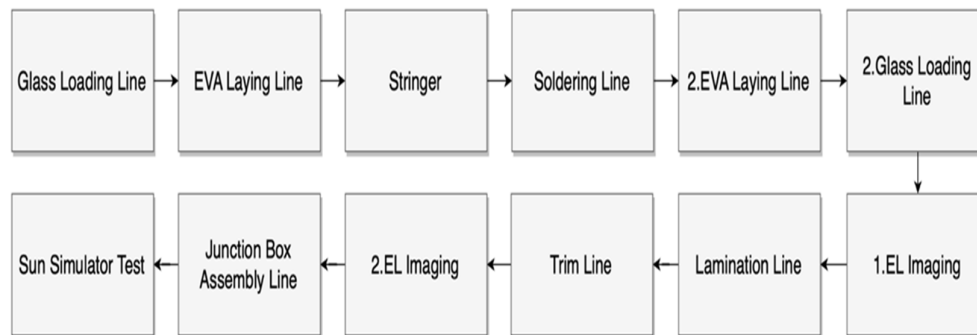 Glass Loading Line
EVA Laying Line
Stringer
Soldering Line
2.EVA Laying Line
2.Glass Loading
Line
1.EL Imaging
Lamination Line
Trim Line
2.EL Imaging
Junction Box
Assembly Line
Sun Simulator Test